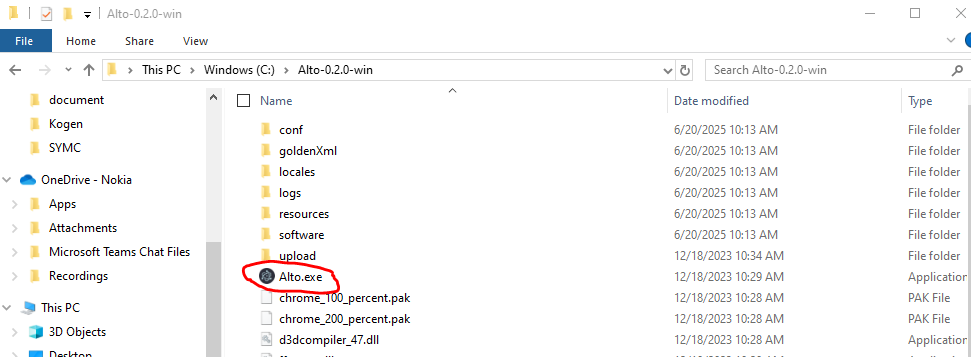 Alto-0.2.0-win
File Home Share View
This PC > Windows (C:) > Alto-0.2.0-win Search Alto-0.2.0-win
document
Kogen
SYMC
OneDrive - Nokia
Apps
Attachments
Microsoft Teams Chat Files
Recordings
This PC
3D Objects
Desktop
Name Date modified Type
conf 6/20/2025 10:13 AM File folder
goldenXml 6/20/2025 10:13 AM File folder
locales 6/20/2025 10:13 AM File folder
logs 6/20/2025 10:13 AM File folder
resources 6/20/2025 10:13 AM File folder
software 6/20/2025 10:13 AM File folder
upload 12/18/2023 10:34 AM File folder
Alto.exe 12/18/2023 10:29 AM Application
chrome_100_percent.pak 12/18/2023 10:28 AM PAK File
chrome_200_percent.pak 12/18/2023 10:28 AM PAK File
d3dcompiler_47.dll 12/18/2023 10:28 AM Application